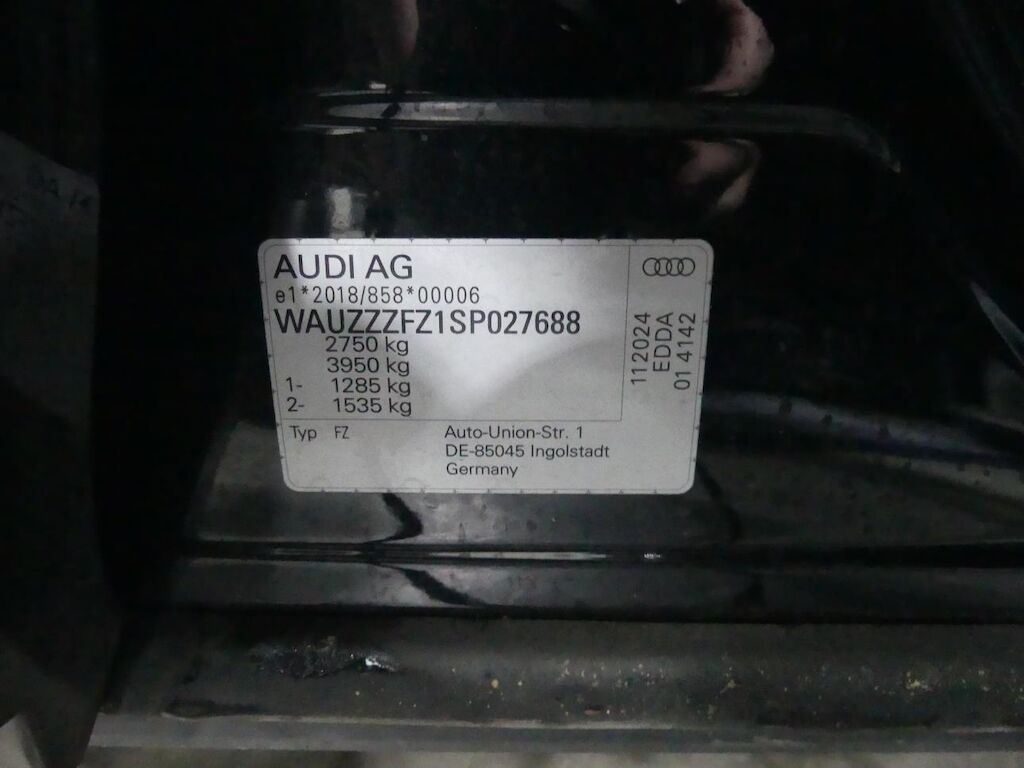 AUDI AG
e1*2018/858*00006
WAUZZZFZ1SP027688
2750 kg
3950 kg
1- 1285 kg
2- 1535 kg
Typ FZ
Auto-Union-Str. 1
DE-85045 Ingolstadt
Germany
112024
EDDA
01 4142